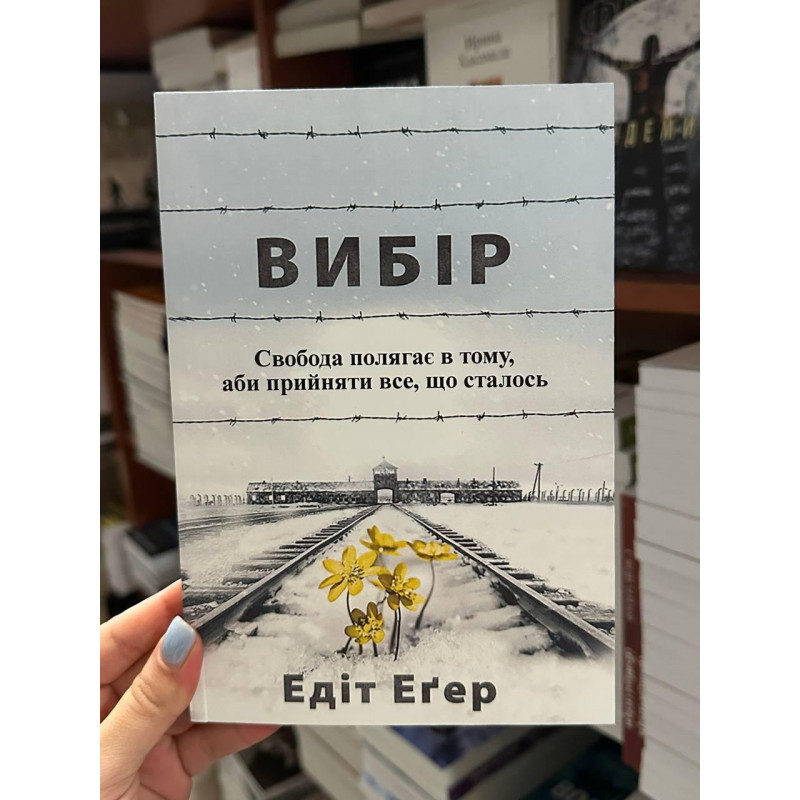 ВИБІР
Свобода полягає в тому,
аби прийняти все, що сталось
Едіт Еґер